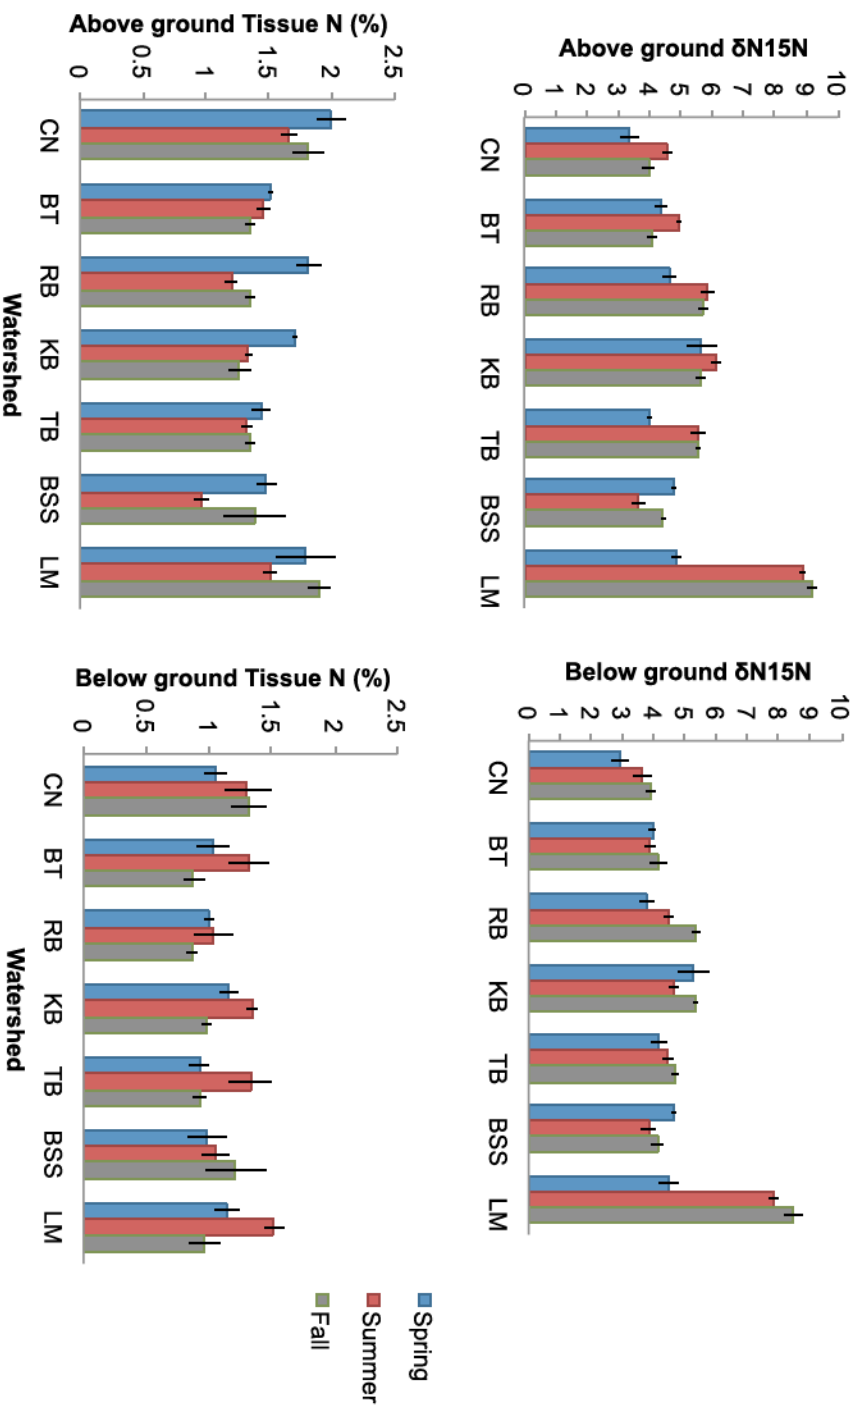 Above ground δN15N
10
9
8
7
6
5
4
3
2
1
0
CN BT RB KB TB BSS LM
Below ground δN15N
10
9
8
7
6
5
4
3
2
1
0
CN BT RB KB TB BSS LM
Spring
Summer
Fall
Above ground Tissue N (%)
2.5
2
1.5
1
0.5
0
CN BT RB KB TB BSS LM
Watershed
Below ground Tissue N (%)
2.5
2
1.5
1
0.5
0
CN BT RB KB TB BSS LM
Watershed